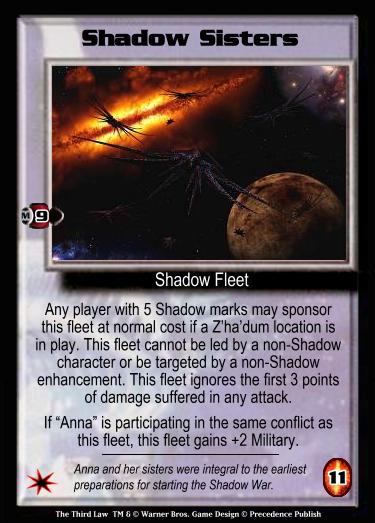 Shadow Sisters
M 9
Shadow Fleet
Any player with 5 Shadow marks may sponsor
this fleet at normal cost if a Z'ha'dum location is
in play. This fleet cannot be led by a non-Shadow
character or be targeted by a non-Shadow
enhancement. This fleet ignores the first 3 points
of damage suffered in any attack.
If “Anna” is participating in the same conflict as
this fleet, this fleet gains +2 Military.
Anna and her sisters were integral to the earliest
preparations for starting the Shadow War.
11
The Third Law TM & © Warner Bros. Game Design © Precedence Publish